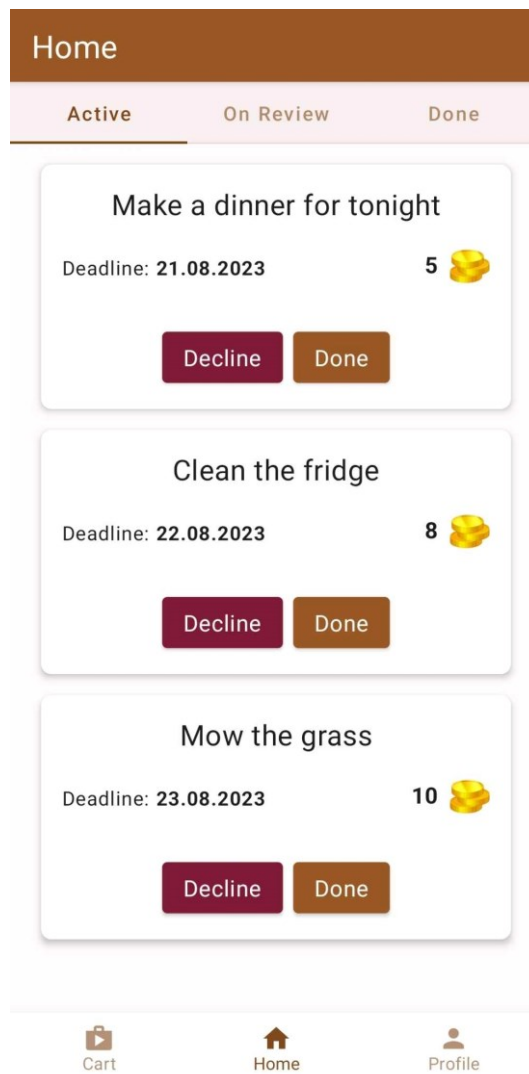 Home
Active On Review Done
Make a dinner for tonight
Deadline: 21.08.2023 5
Decline Done
Clean the fridge
Deadline: 22.08.2023 8
Decline Done
Mow the grass
Deadline: 23.08.2023 10
Decline Done
Cart Home Profile